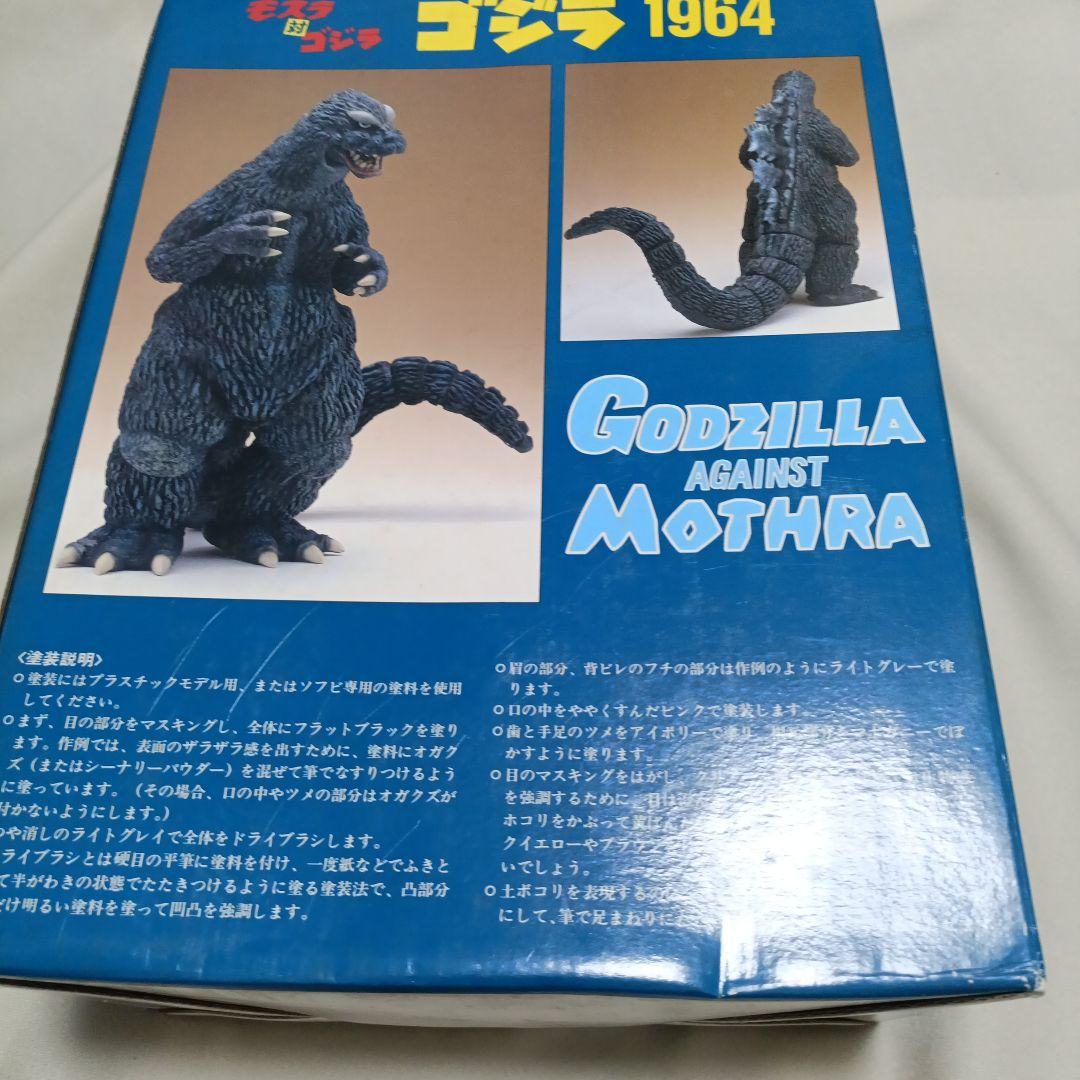 モスラ
対
ゴジラ
ゴジラ 1964
GODZILLA
AGAINST
MOTHRA
〈塗装説明〉
○塗装にはプラスチックモデル用、またはソフビ専用の塗料を使用
してください。
○まず、目の部分をマスキングし、全体にフラットブラックを塗り
ます。作例では、表面のザラザラ感を出すために、塗料にオガク
ズ(またはシーナリーパウダー)を混ぜて筆でなすりつけるよう
に塗っています。(その場合、口の中やツメの部分はオガクズが
付かないようにします。)
や消しのライトグレイで全体をドライブラシします。
ライブラシとは硬目の平筆に塗料を付け、一度紙などでふきと
て半がわきの状態でたたきつけるように塗る塗装法で、凸部分
だけ明るい塗料を塗って凹凸を強調します。
○眉の部分、背ビレのフチの部分は作例のようにライトグレーで塗
ります。
○口の中をややくすんだピンクで塗装します。
○歯と手足のツメをアイボリーで塗り、 でぼ
かすように塗ります。
○目のマスキングをはがし、
を強調するために、
ホコリをかぶって
クイエローやブラウン
いでしょう。
○土ボコリを表現する
にして、筆で足まわりに